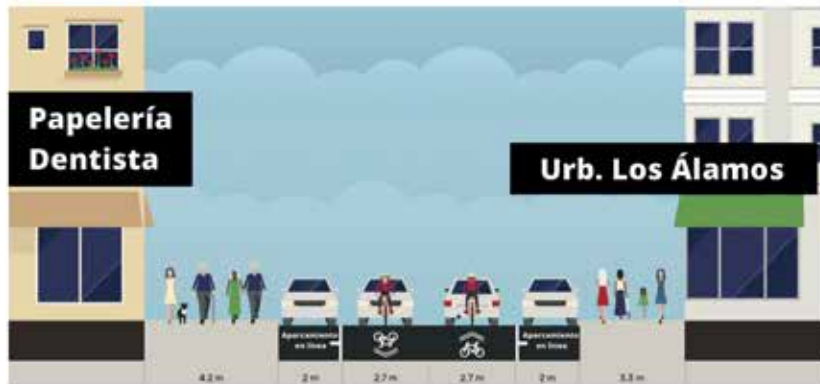 Papelería
Dentista
Urb. Los Álamos
Aparcamiento
en línea
Aparcamiento
en línea
4.2 m
2 m
2.7 m
2.7 m
2 m
3.3 m